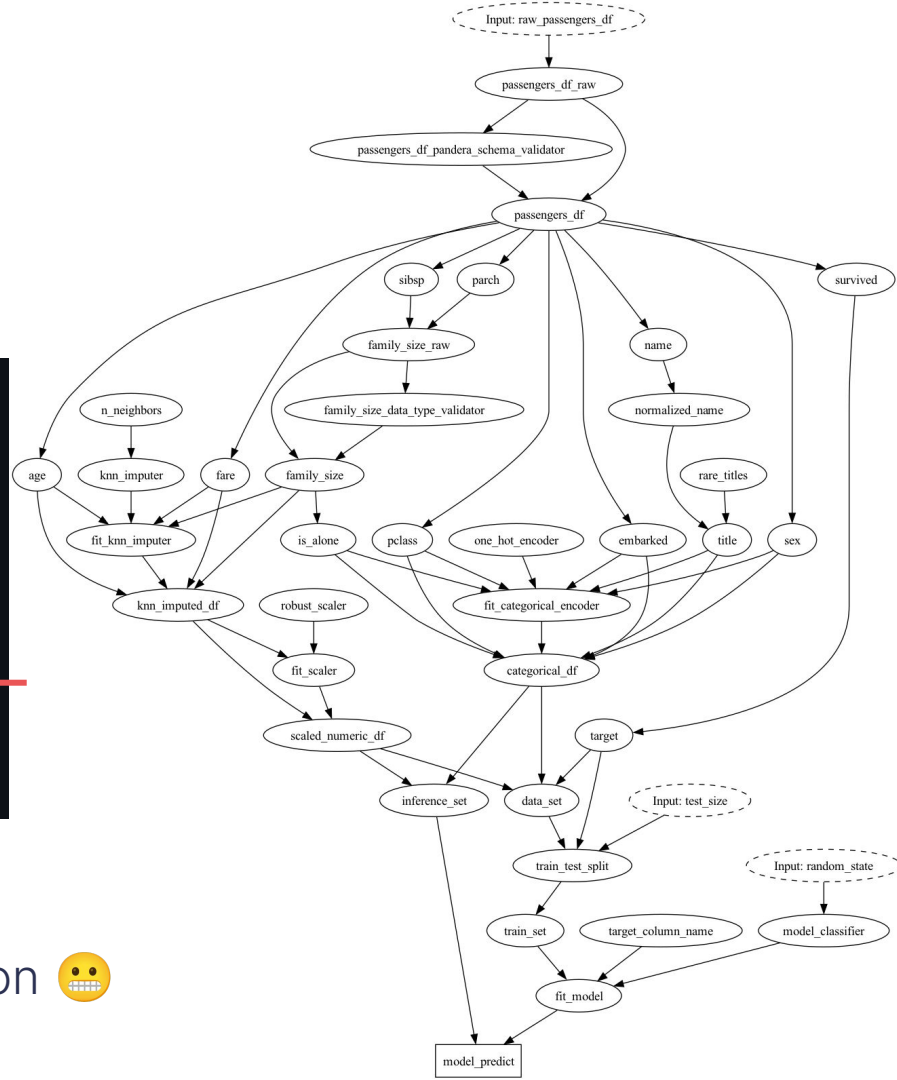 Input: raw_passengers_df
passengers_df_raw
passengers_df_pandera_schema_validator
passengers_df
sibsp
parch
survived
family_size_raw
name
n_neighbors
family_size_data_type_validator
normalized_name
age
knn_imputer
fare
family_size
rare_titles
fit_knn_imputer
is_alone
pclass
one_hot_encoder
embarked
title
sex
knn_imputed_df
robust_scaler
fit_categorical_encoder
fit_scaler
categorical_df
scaled_numeric_df
target
inference_set
data_set
Input: test_size
train_test_split
Input: random_state
train_set
target_column_name
model_classifier
on 😬
fit_model
model_predict